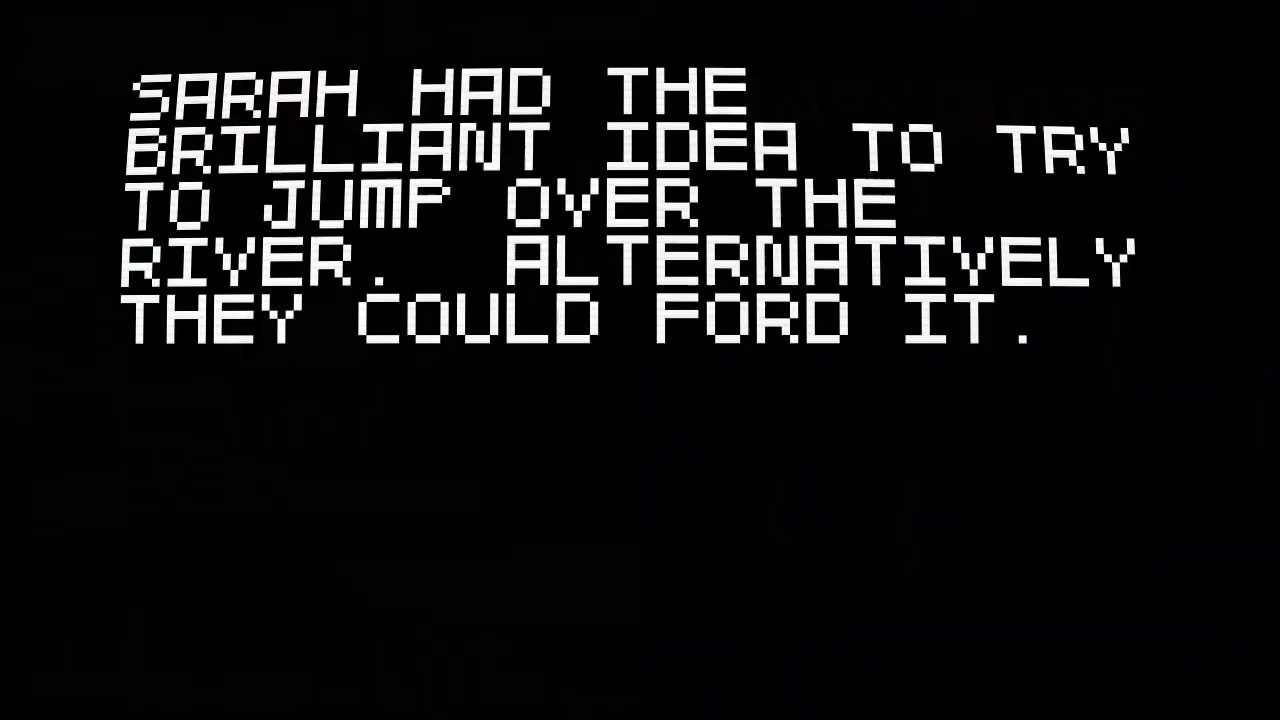 SARAH HAD THE
BRILLIANT IDEA TO TRY
TO JUMP OVER THE
RIVER. ALTERNATIVELY
THEY COULD FORD IT.